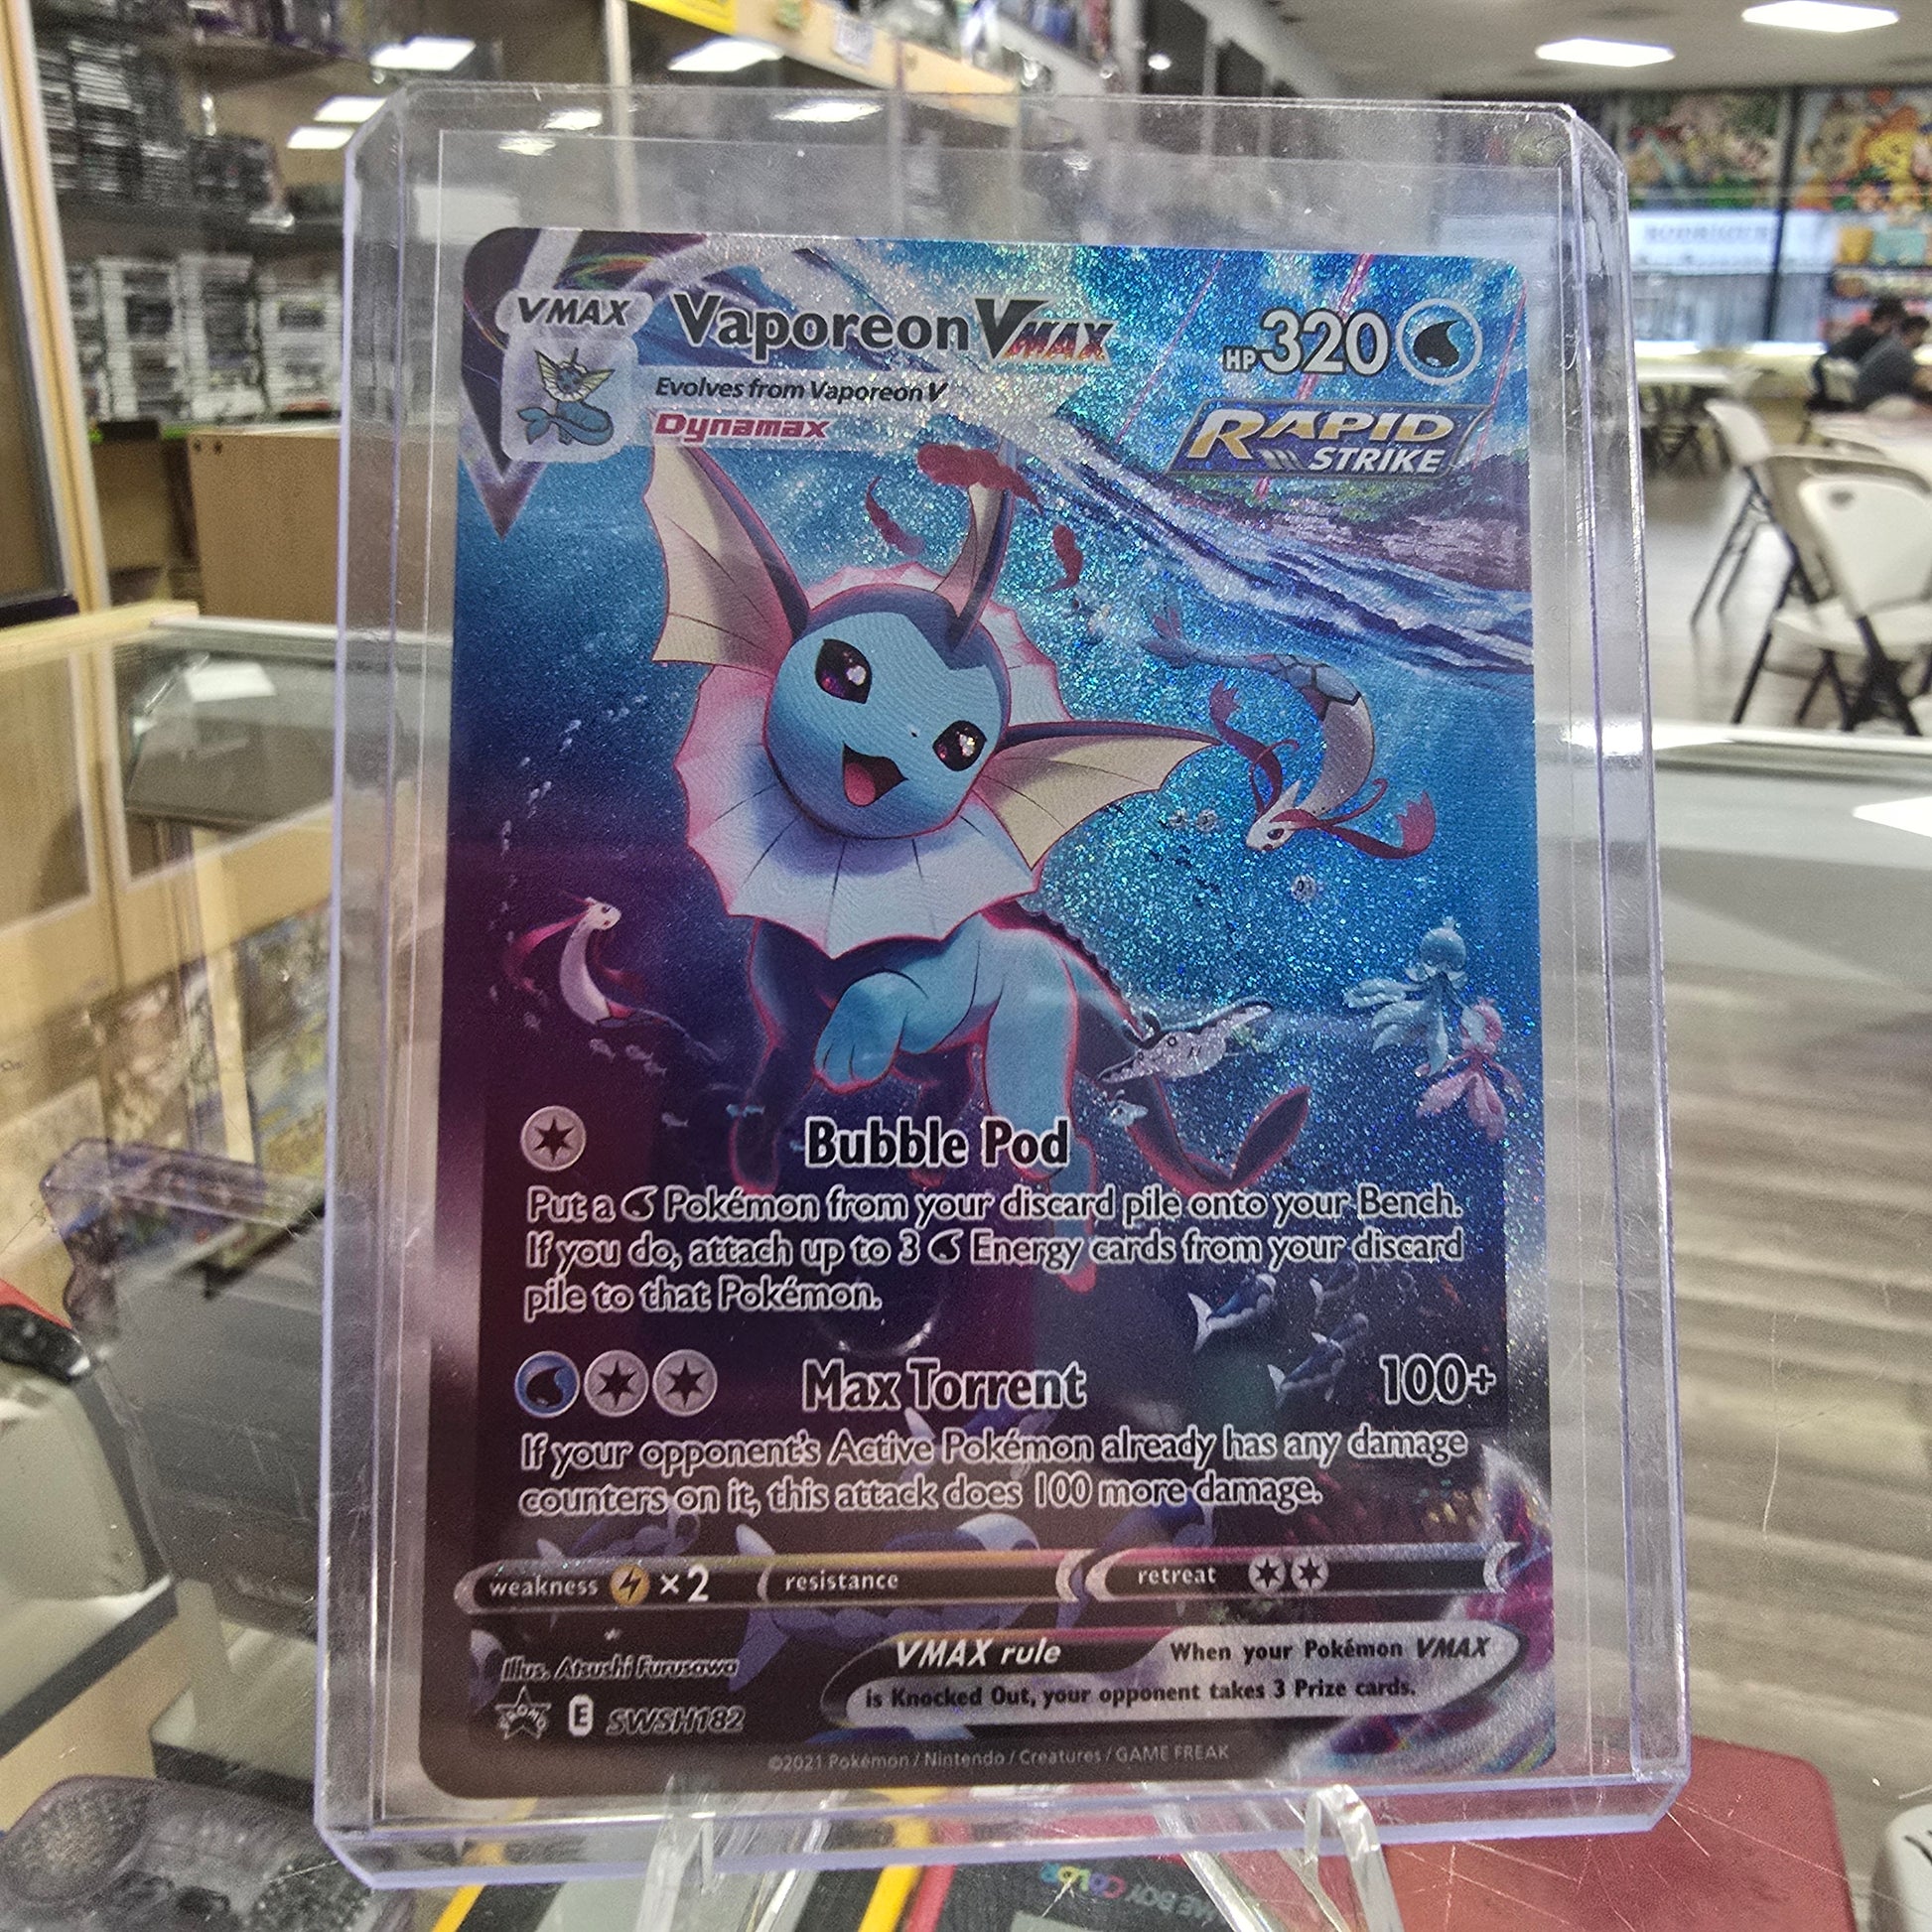 VMAX
Vaporeon VMAX
HP 320
Evolves from Vaporeon V
Dynamax
RAPID
STRIKE
Bubble Pod
Put a Pokémon from your discard pile onto your Bench.
If you do, attach up to 3 Energy cards from your discard
pile to that Pokémon.
Max Torrent 100+
If your opponent's Active Pokémon already has any damage
counters on it, this attack does 100 more damage.
weakness ×2 resistance retreat
Illus. Atsushi Furusawa
VMAX rule When your Pokémon VMAX
is Knocked Out, your opponent takes 3 Prize cards.
PROMO E SWSH182
©2021 Pokémon / Nintendo / Creatures / GAME FREAK
GAME BOY COLOR